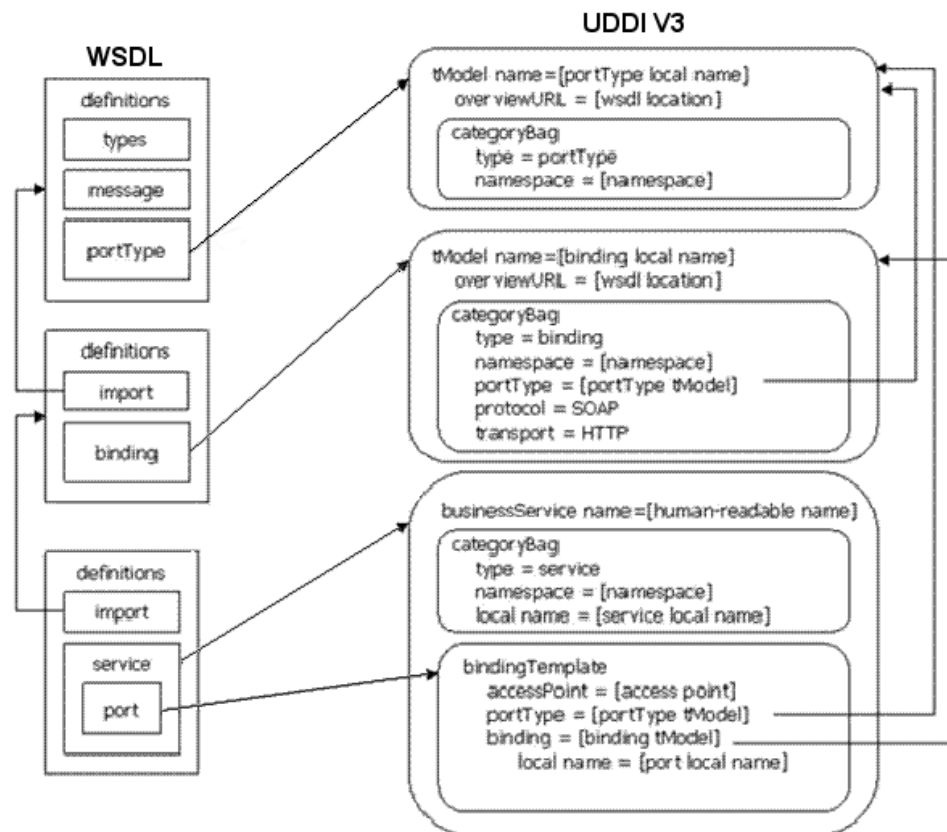 UDDI V3
WSDL
definitions
types
message
portType
definitions
import
binding
definitions
import
service
port
tModel name=[portType local name]
overviewURL = [wsdl location]
categoryBag
type = portType
namespace = [namespace]
tModel name=[binding local name]
overviewURL = [wsdl location]
categoryBag
type = binding
namespace = [namespace]
portType = [portType tModel]
protocol = SOAP
transport = HTTP
businessService name=[human-readable name]
categoryBag
type = service
namespace = [namespace]
local name = [service local name]
bindingTemplate
accessPoint = [access point]
portType = [portType tModel]
binding = [binding tModel]
local name = [port local name]